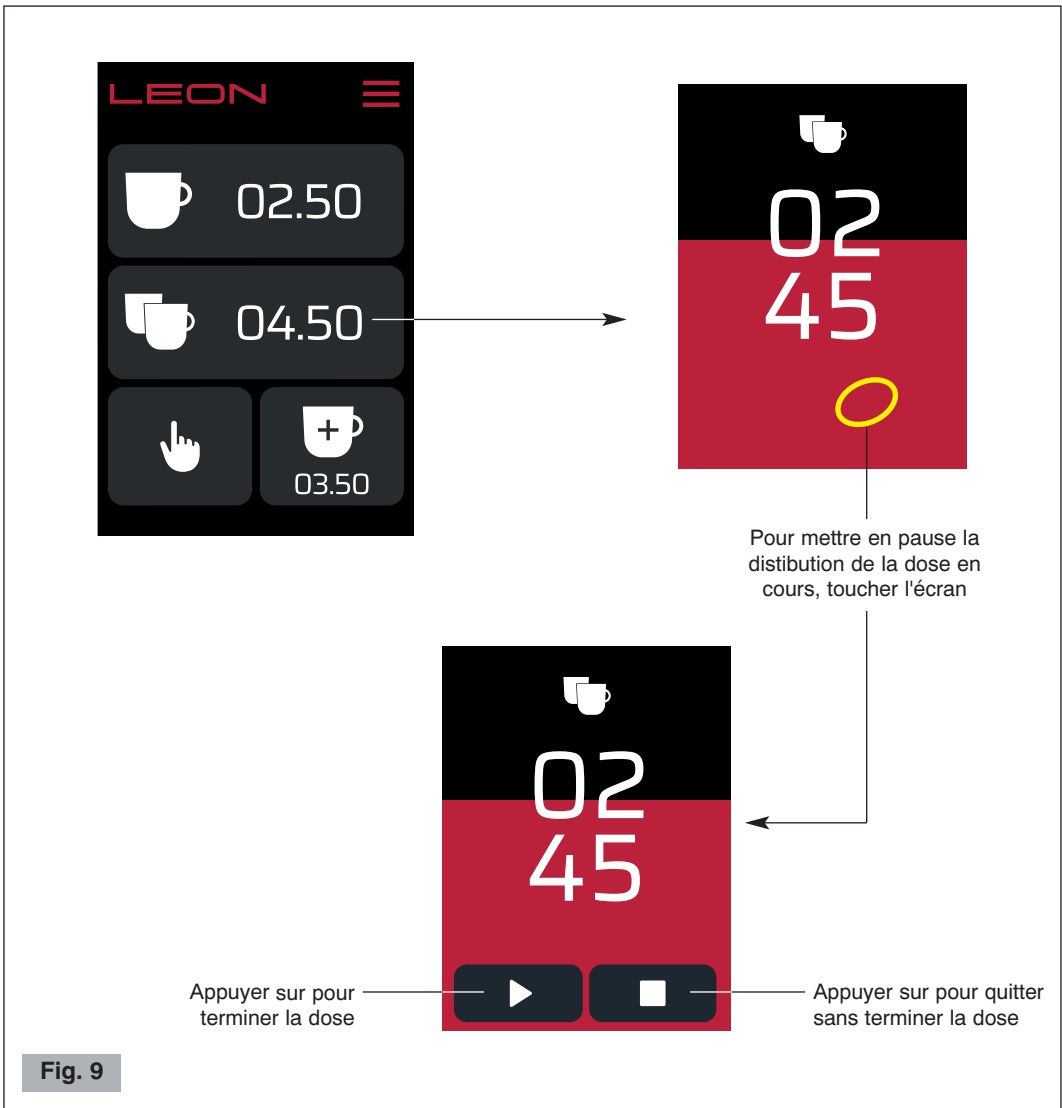 LEON
02.50
04.50
03.50
02
45
Pour mettre en pause la
distibution de la dose en
cours, toucher l'écran
02
45
Appuyer sur pour
terminer la dose
Appuyer sur pour quitter
sans terminer la dose
Fig. 9